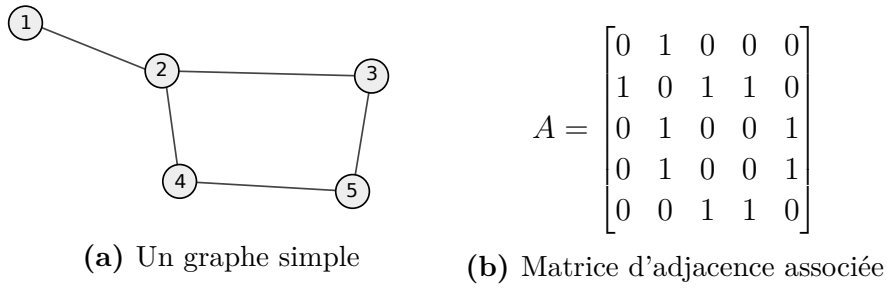 1
2
3
4
5
(a) Un graphe simple
A =
0 1 0 0 0
1 0 1 1 0
0 1 0 0 1
0 1 0 0 1
0 0 1 1 0
(b) Matrice d'adjacence associée